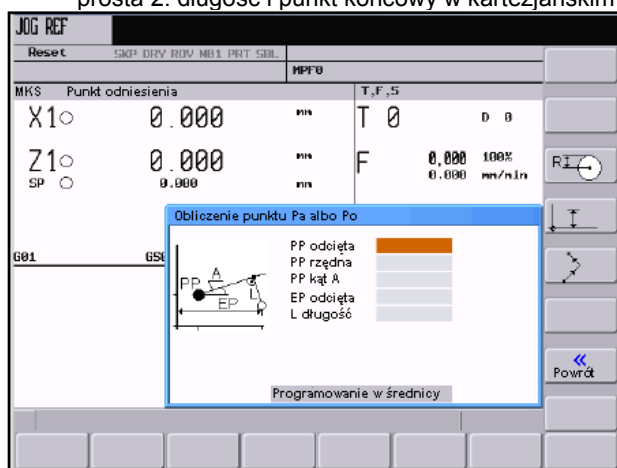 prosta 2: długość i punkt końcowy w kartezjańskim
JOG REF
Reset SKP DRY ROV M01 PRT SBL
MPF0
MKS Punkt odniesienia T,F,S
X1 0.000 mm T 0 D 0
Z1 0.000 mm F 0,000 100%
SP 0.000 mm 0.000 mm/min
G01
Obliczenie punktu Pa albo Po
PP odcięta
PP rzędna
PP kąt A
EP odcięta
L długość
PP A L
EP
Programowanie w średnicy
Powrót